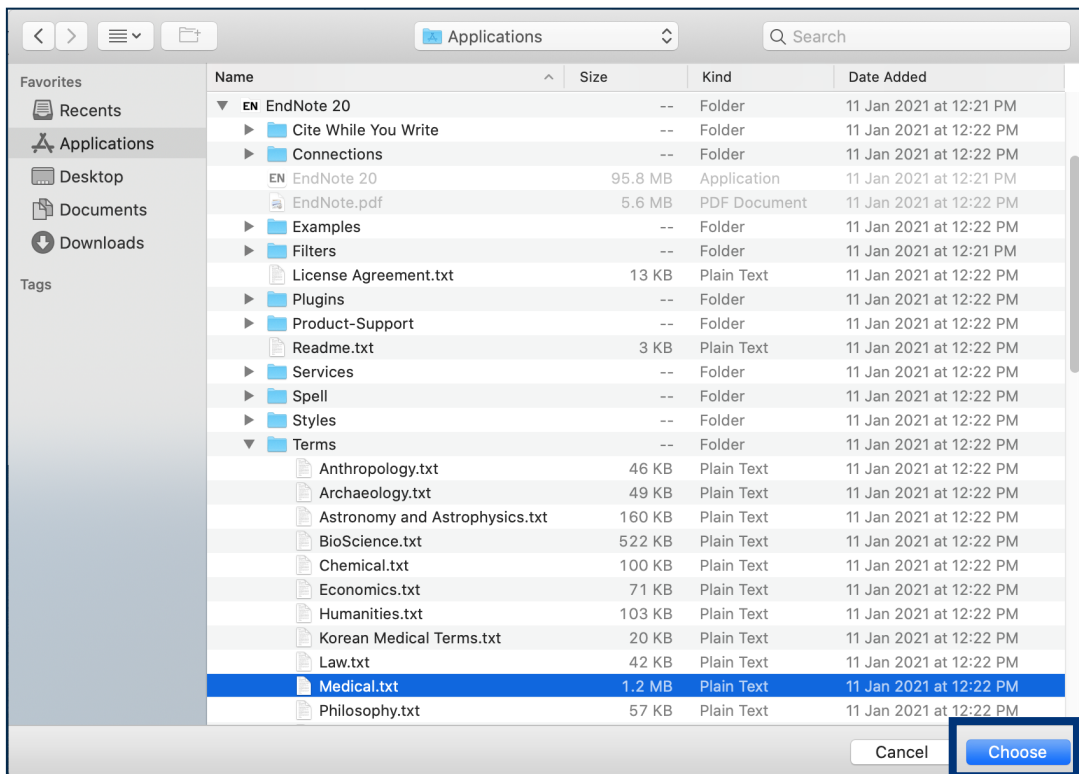 Applications
Search
Favorites
Recents
Applications
Desktop
Documents
Downloads
Tags
Name Size Kind Date Added
EN EndNote 20 -- Folder 11 Jan 2021 at 12:21 PM
Cite While You Write -- Folder 11 Jan 2021 at 12:22 PM
Connections -- Folder 11 Jan 2021 at 12:22 PM
EN EndNote 20 95.8 MB Application 11 Jan 2021 at 12:21 PM
EndNote.pdf 5.6 MB PDF Document 11 Jan 2021 at 12:22 PM
Examples -- Folder 11 Jan 2021 at 12:22 PM
Filters -- Folder 11 Jan 2021 at 12:21 PM
License Agreement.txt 13 KB Plain Text 11 Jan 2021 at 12:22 PM
Plugins -- Folder 11 Jan 2021 at 12:22 PM
Product-Support -- Folder 11 Jan 2021 at 12:22 PM
Readme.txt 3 KB Plain Text 11 Jan 2021 at 12:22 PM
Services -- Folder 11 Jan 2021 at 12:22 PM
Spell -- Folder 11 Jan 2021 at 12:22 PM
Styles -- Folder 11 Jan 2021 at 12:22 PM
Terms -- Folder 11 Jan 2021 at 12:22 PM
Anthropology.txt 46 KB Plain Text 11 Jan 2021 at 12:22 PM
Archaeology.txt 49 KB Plain Text 11 Jan 2021 at 12:22 PM
Astronomy and Astrophysics.txt 160 KB Plain Text 11 Jan 2021 at 12:22 PM
BioScience.txt 522 KB Plain Text 11 Jan 2021 at 12:22 PM
Chemical.txt 100 KB Plain Text 11 Jan 2021 at 12:22 PM
Economics.txt 71 KB Plain Text 11 Jan 2021 at 12:22 PM
Humanities.txt 103 KB Plain Text 11 Jan 2021 at 12:22 PM
Korean Medical Terms.txt 20 KB Plain Text 11 Jan 2021 at 12:22 PM
Law.txt 42 KB Plain Text 11 Jan 2021 at 12:22 PM
Medical.txt 1.2 MB Plain Text 11 Jan 2021 at 12:22 PM
Philosophy.txt 57 KB Plain Text 11 Jan 2021 at 12:22 PM
Cancel Choose